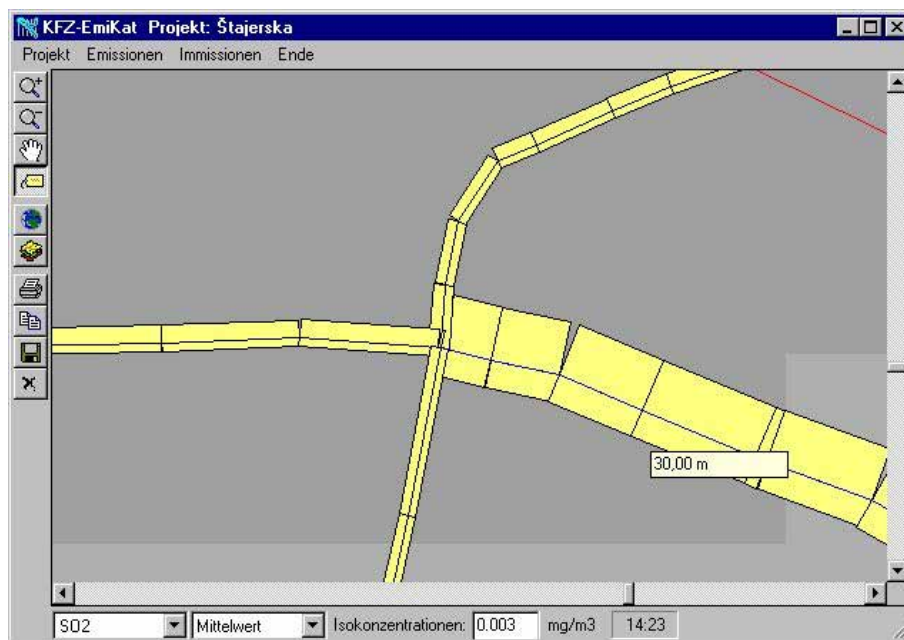 KFZ-EmiKat Projekt: Štajerska
Projekt Emissionen Immissionen Ende
30,00 m
SO2 Mittelwert Isokonzentrationen: 0.003 mg/m3 14:23